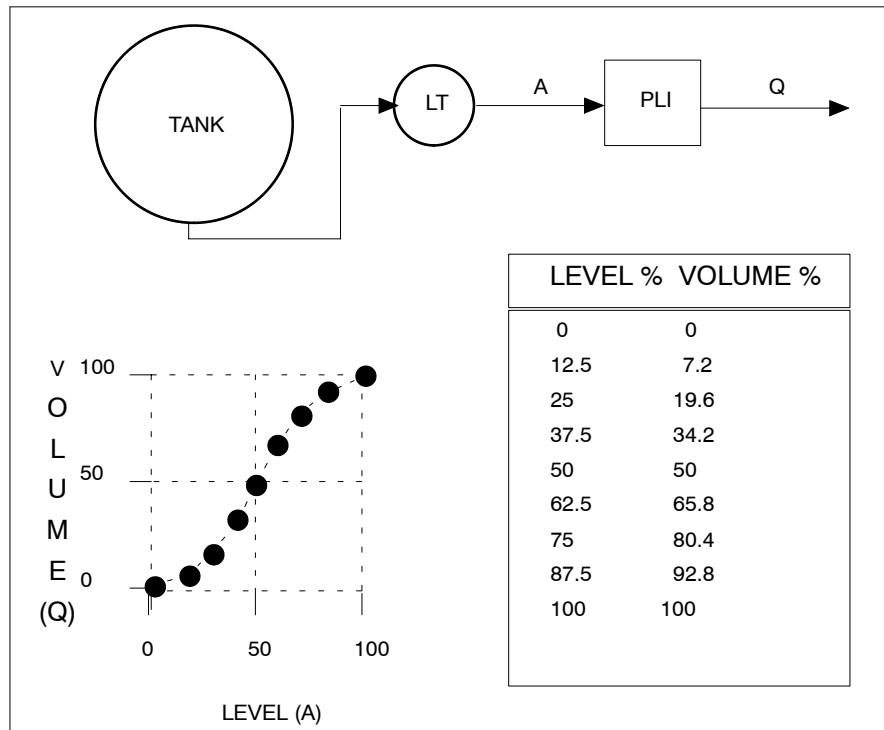 TANK
LT
A
PLI
Q
LEVEL % VOLUME %
0 0
12.5 7.2
25 19.6
37.5 34.2
50 50
62.5 65.8
75 80.4
87.5 92.8
100 100
V
O
L
U
M
E
(Q)
100
50
0
0 50 100
LEVEL (A)